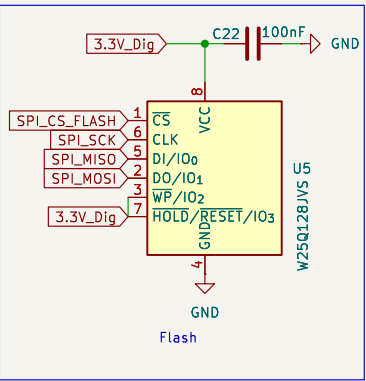 3.3V_Dig
C22
100nF
GND
8
VCC
SPI_CS_FLASH 1 CS
SPI_SCK 6 CLK
SPI_MISO 5 DI/IO0
SPI_MOSI 2 DO/IO1
3 WP/IO2
3.3V_Dig 7 HOLD/RESET/IO3
U5
W25Q128JVS
GND
4
GND
Flash